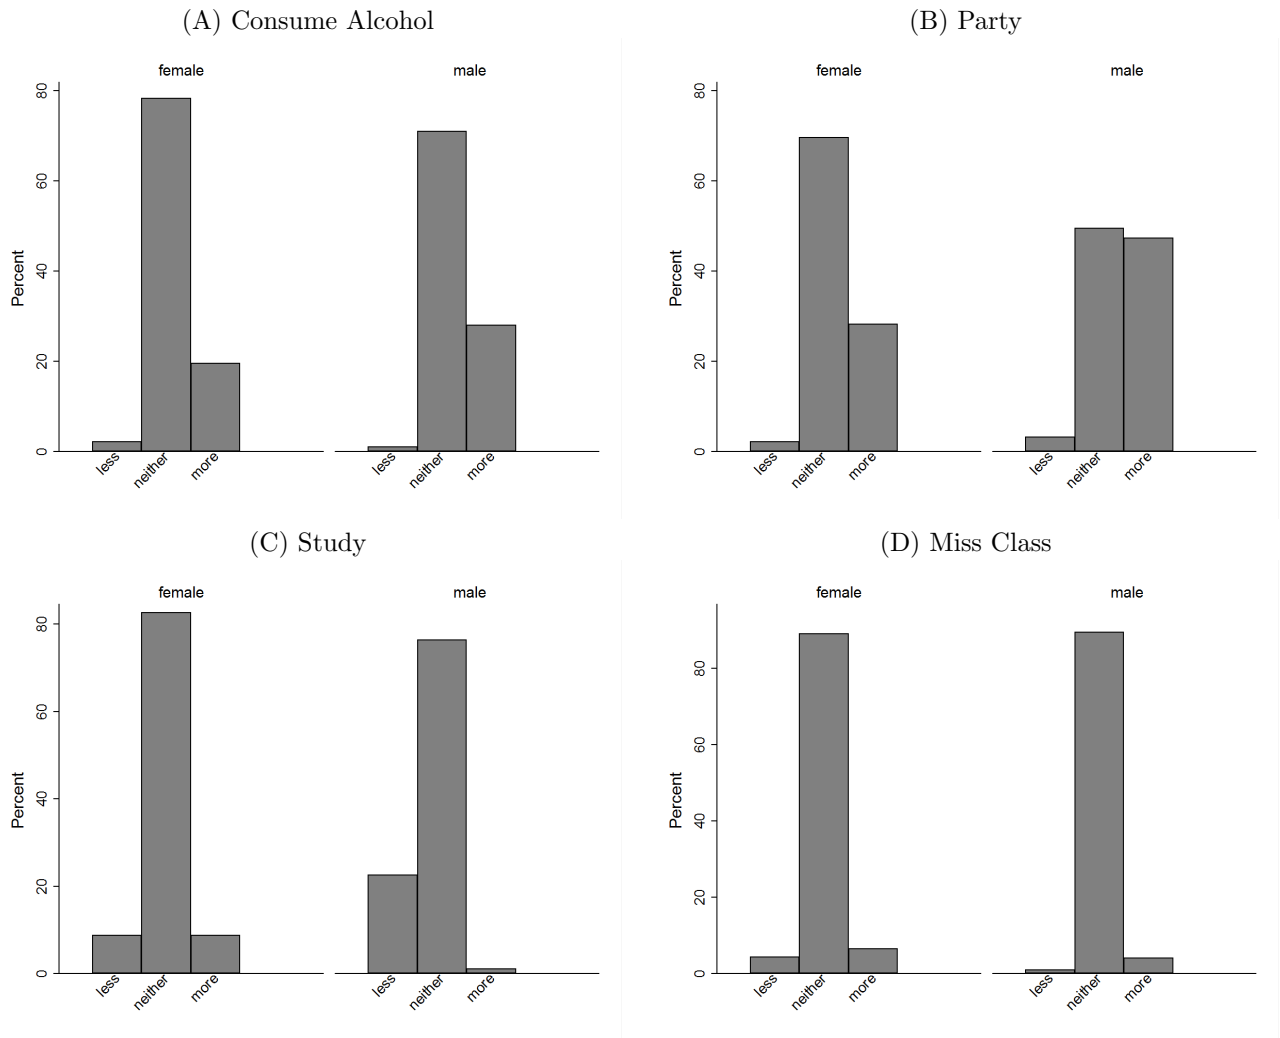 (A) Consume Alcohol
female
male
Percent
80
60
40
20
0
less
neither
more
less
neither
more
(B) Party
female
male
Percent
80
60
40
20
0
less
neither
more
less
neither
more
(C) Study
female
male
Percent
80
60
40
20
0
less
neither
more
less
neither
more
(D) Miss Class
female
male
Percent
80
60
40
20
0
less
neither
more
less
neither
more